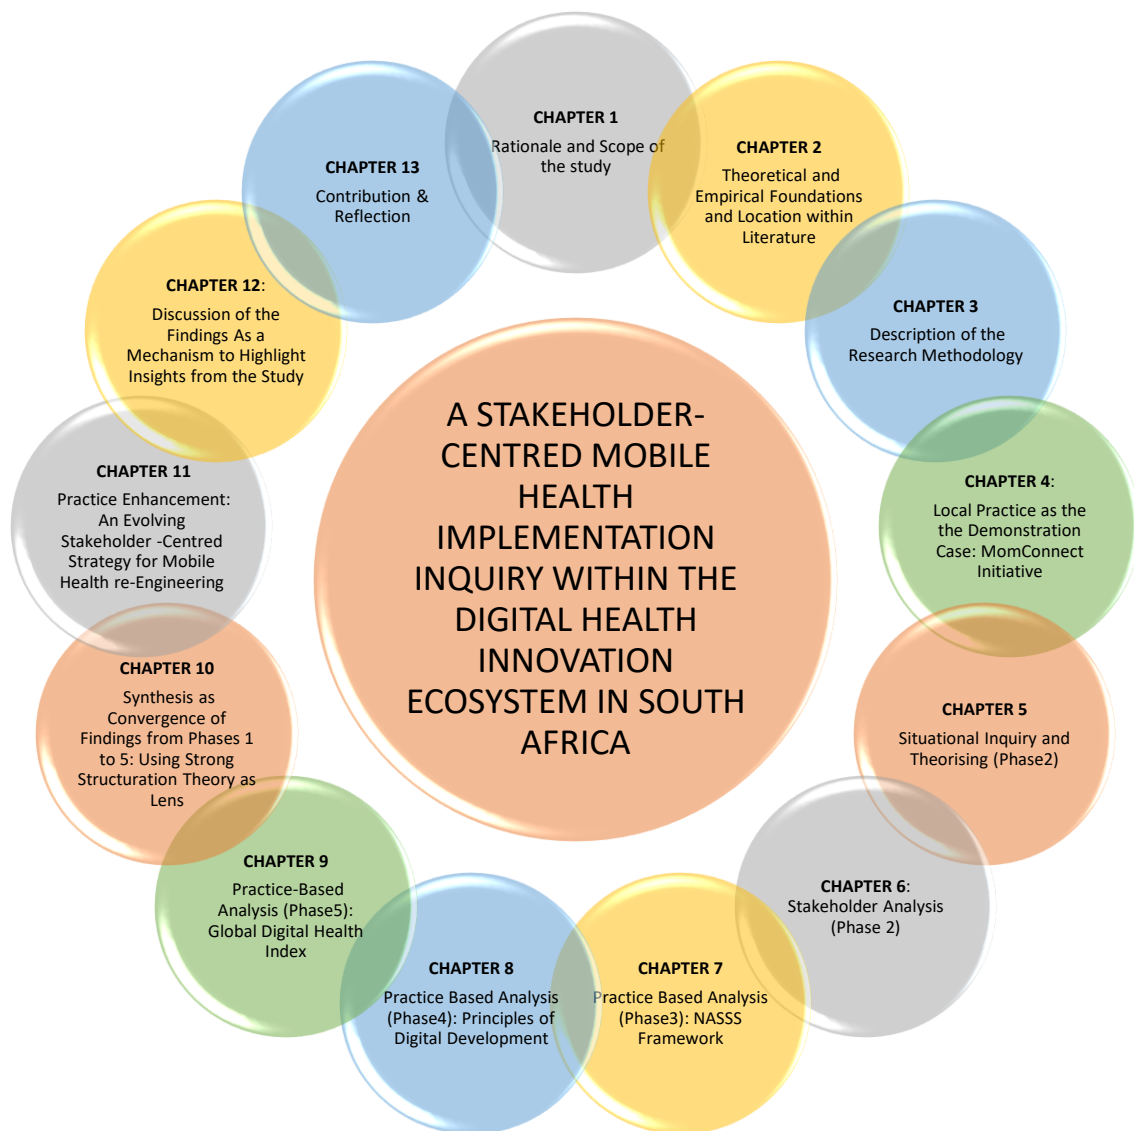 CHAPTER 1
Rationale and Scope of
the study
CHAPTER 2
Theoretical and
Empirical Foundations
and Location within
Literature
CHAPTER 3
Description of the
Research Methodology
CHAPTER 4:
Local Practice as the
the Demonstration
Case: MomConnect
Initiative
CHAPTER 5
Situational Inquiry and
Theorising (Phase2)
CHAPTER 6:
Stakeholder Analysis
(Phase 2)
CHAPTER 7
Practice Based Analysis
(Phase3): NASSS
Framework
CHAPTER 8
Practice Based Analysis
(Phase4): Principles of
Digital Development
CHAPTER 9
Practice-Based
Analysis (Phase5):
Global Digital Health
Index
CHAPTER 10
Synthesis as
Convergence of
Findings from Phases 1
to 5: Using Strong
Structuration Theory as
Lens
CHAPTER 11
Practice Enhancement:
An Evolving
Stakeholder -Centred
Strategy for Mobile
Health re-Engineering
CHAPTER 12:
Discussion of the
Findings As a
Mechanism to Highlight
Insights from the Study
CHAPTER 13
Contribution &
Reflection
A STAKEHOLDER-
CENTRED MOBILE
HEALTH
IMPLEMENTATION
INQUIRY WITHIN THE
DIGITAL HEALTH
INNOVATION
ECOSYSTEM IN SOUTH
AFRICA